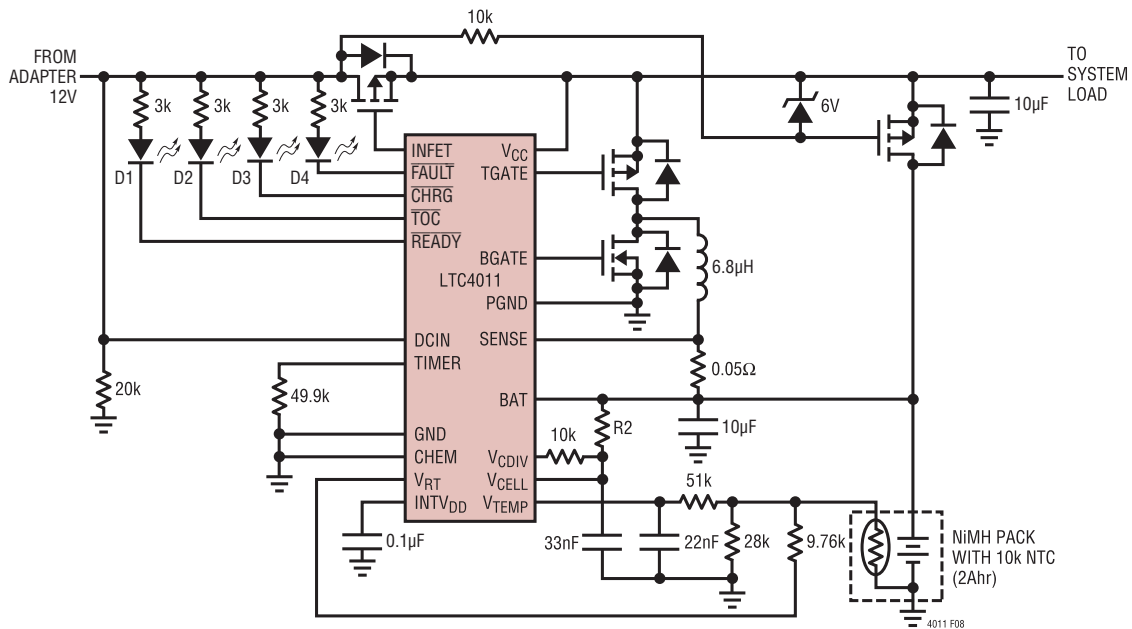 10k
FROM
ADAPTER
12V
TO
SYSTEM
LOAD
3k
3k
3k
3k
6V
10µF
D1
D2
D3
D4
INFET
FAULT
CHRG
TOC
READY
VCC
TGATE
BGATE
LTC4011
PGND
6.8µH
DCIN
TIMER
SENSE
20k
49.9k
0.05Ω
BAT
R2
10µF
GND
CHEM
VRT
INTVDD
10k
VCDIV
VCELL
VTEMP
51k
0.1µF
33nF
22nF
28k
9.76k
NiMH PACK
WITH 10k NTC
(2Ahr)
4011 F08